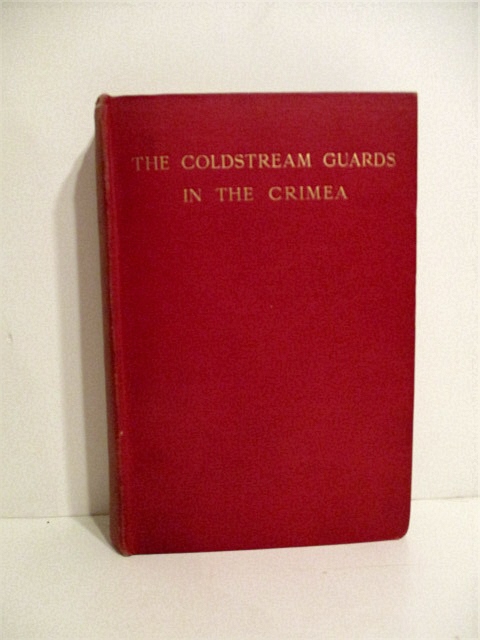 THE COLDSTREAM GUARDS
IN THE CRIMEA